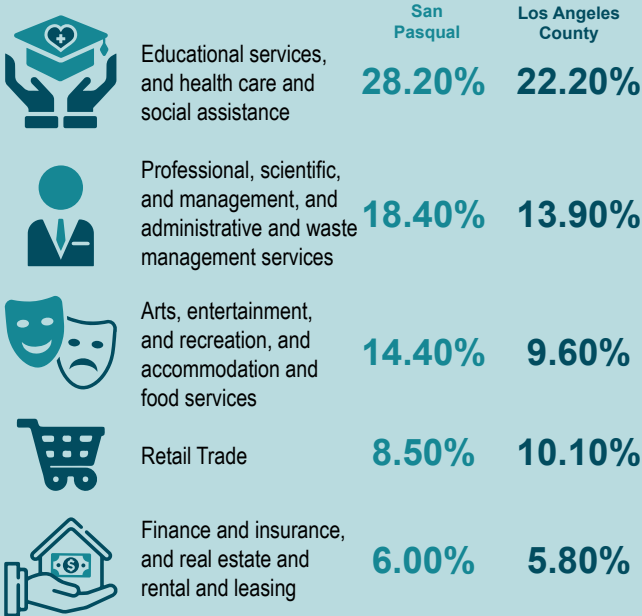 San
Pasqual
Los Angeles
County
Educational services,
and health care and
social assistance
28.20%
22.20%
Professional, scientific,
and management, and
administrative and waste
management services
18.40%
13.90%
Arts, entertainment,
and recreation, and
accommodation and
food services
14.40%
9.60%
Retail Trade
8.50%
10.10%
Finance and insurance,
and real estate and
rental and leasing
6.00%
5.80%
$